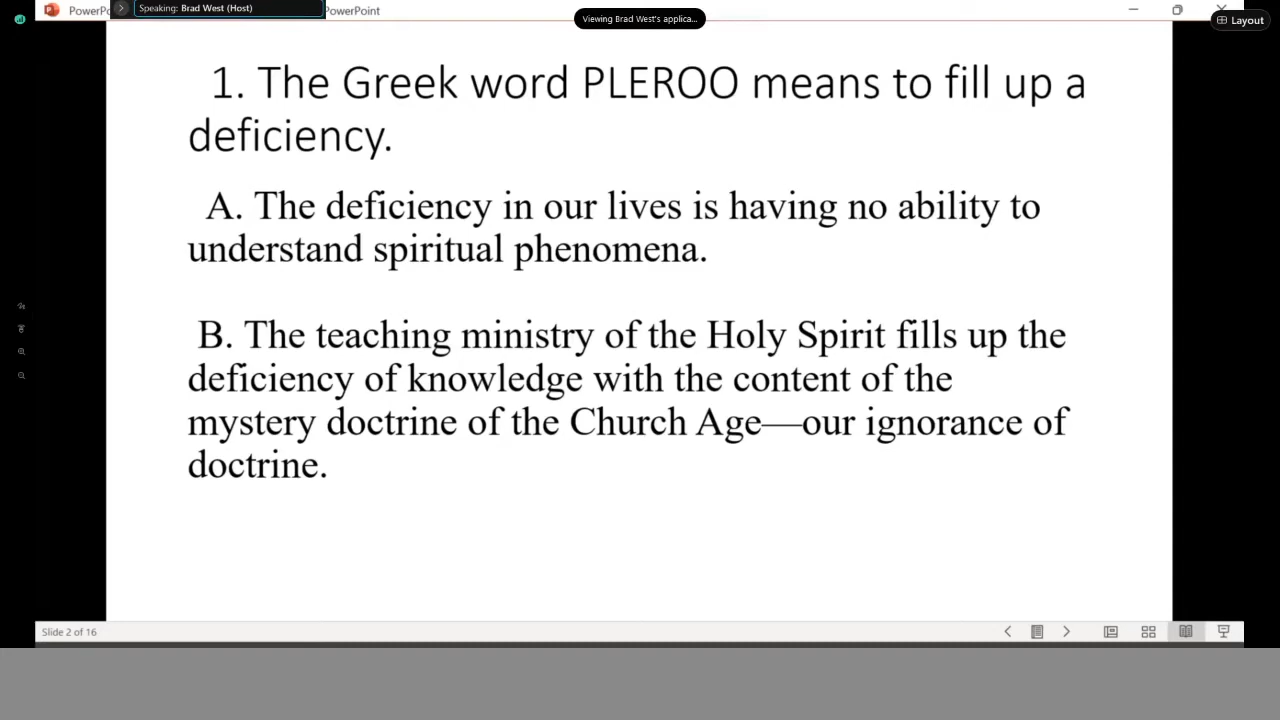 PowerPo
Speaking: Brad West (Host)
PowerPoint
Viewing Brad West's applica...
Layout
1. The Greek word PLEROO means to fill up a
deficiency.
A. The deficiency in our lives is having no ability to
understand spiritual phenomena.
B. The teaching ministry of the Holy Spirit fills up the
deficiency of knowledge with the content of the
mystery doctrine of the Church Age—our ignorance of
doctrine.
Slide 2 of 16